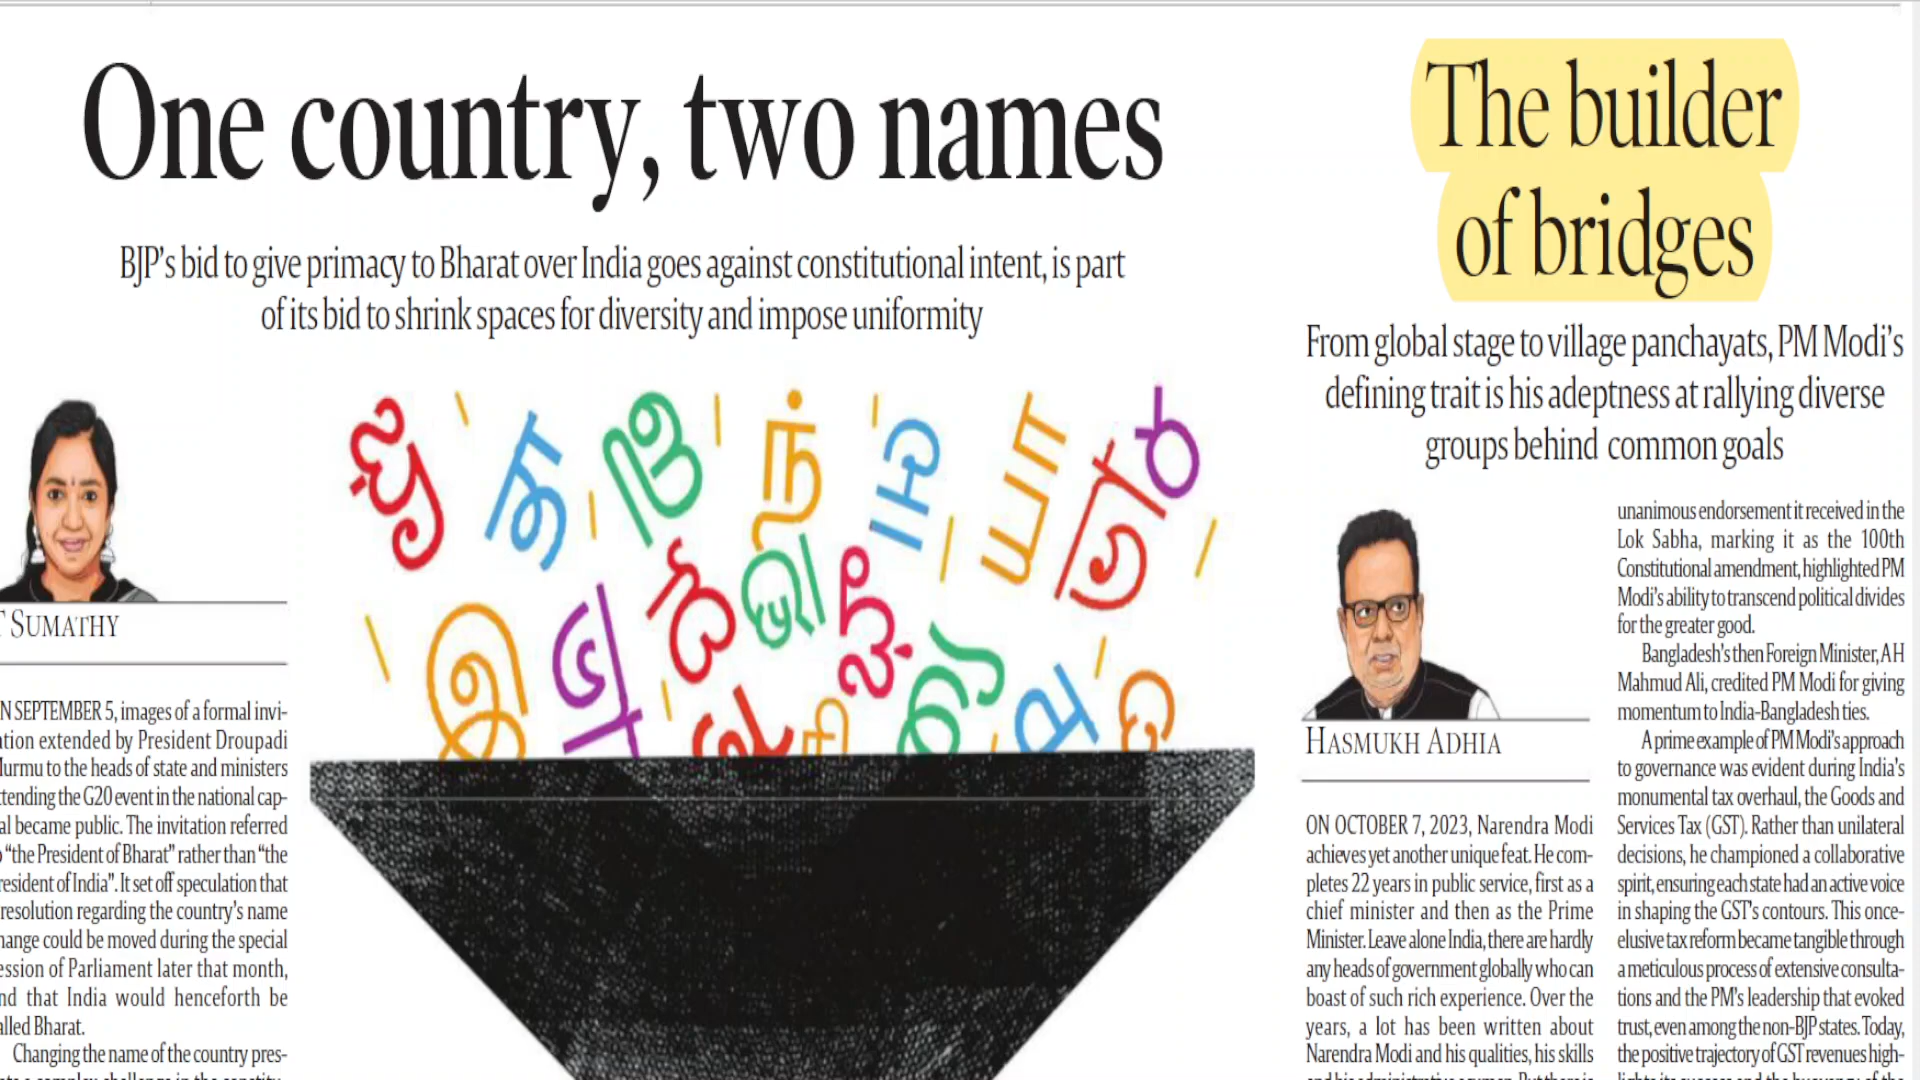 One country, two names
BJP's bid to give primacy to Bharat over India goes against constitutional intent, is part
of its bid to shrink spaces for diversity and impose uniformity
SUMATHY
N SEPTEMBER 5, images of a formal invi-
ation extended by President Droupadi
Murmu to the heads of state and ministers
ttending the G20 event in the national cap-
al became public. The invitation referred
o "the President of Bharat" rather than "the
resident of India". It set off speculation that
resolution regarding the country's name
hange could be moved during the special
ession of Parliament later that month,
nd that India would henceforth be
alled Bharat.
Changing the name of the country pres-
The builder
of bridges
From global stage to village panchayats, PM Modi's
defining trait is his adeptness at rallying diverse
groups behind common goals
HASMUKH ADHIA
ON OCTOBER 7, 2023, Narendra Modi
achieves yet another unique feat. He com-
pletes 22 years in public service, first as a
chief minister and then as the Prime
Minister. Leave alone India, there are hardly
any heads of government globally who can
boast of such rich experience. Over the
years, a lot has been written about
Narendra Modi and his qualities, his skills
unanimous endorsement it received in the
Lok Sabha, marking it as the 100th
Constitutional amendment, highlighted PM
Modi's ability to transcend political divides
for the greater good.
Bangladesh's then Foreign Minister, AH
Mahmud Ali, credited PM Modi for giving
momentum to India-Bangladesh ties.
A prime example of PM Modi's approach
to governance was evident during India's
monumental tax overhaul, the Goods and
Services Tax (GST). Rather than unilateral
decisions, he championed a collaborative
spirit, ensuring each state had an active voice
in shaping the GST's contours. This once-
elusive tax reform became tangible through
a meticulous process of extensive consulta-
tions and the PM's leadership that evoked
trust, even among the non-BJP states. Today,
the positive trajectory of GST revenues high-